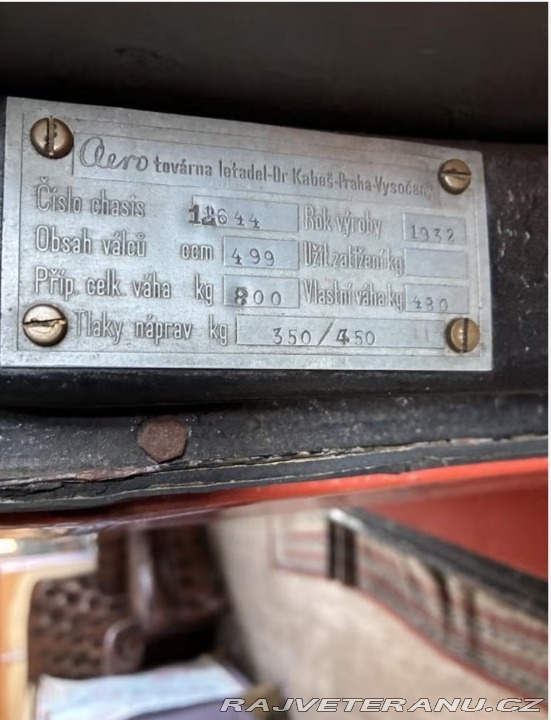 Aero továrna letadel-Dr Kabeš-Praha-Vysočany
Číslo chasis 12644 Rok výroby 1932
Obsah válců ccm 499 Užit. zatížení kg
Příp. celk. váha kg 800 Vlastní váha kg 480
Tlaky náprav kg 350/450
RAJVETERANU.CZ